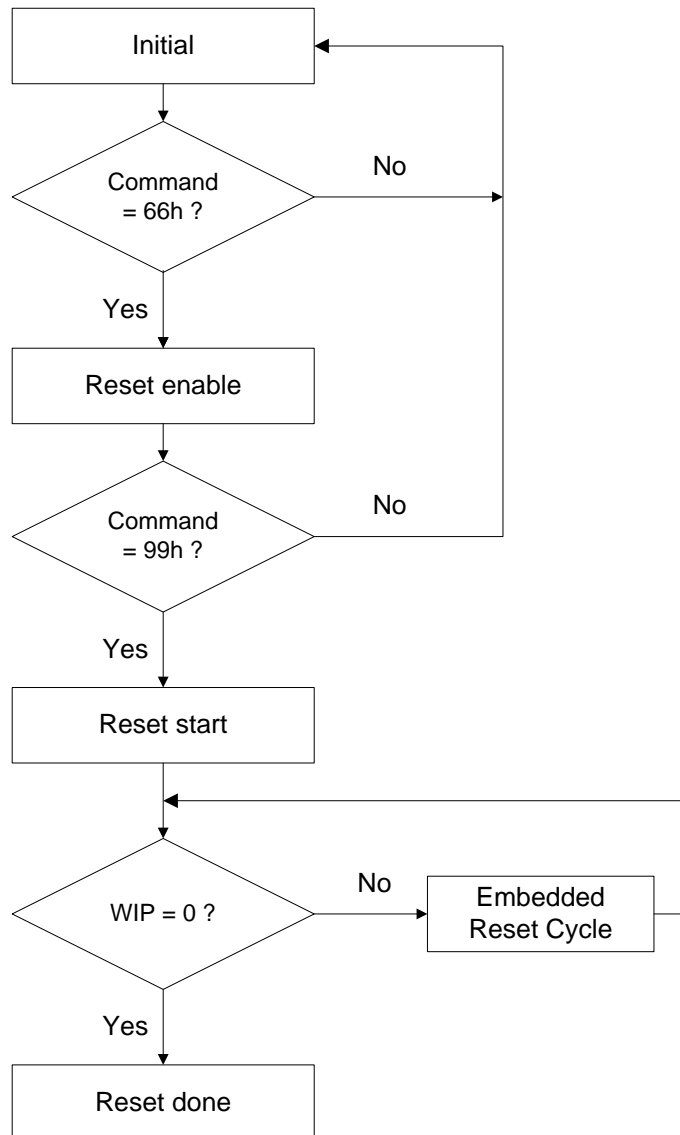 Initial
Command
= 66h ?
No
Yes
Reset enable
Command
= 99h ?
No
Yes
Reset start
WIP = 0 ?
No
Embedded
Reset Cycle
Yes
Reset done